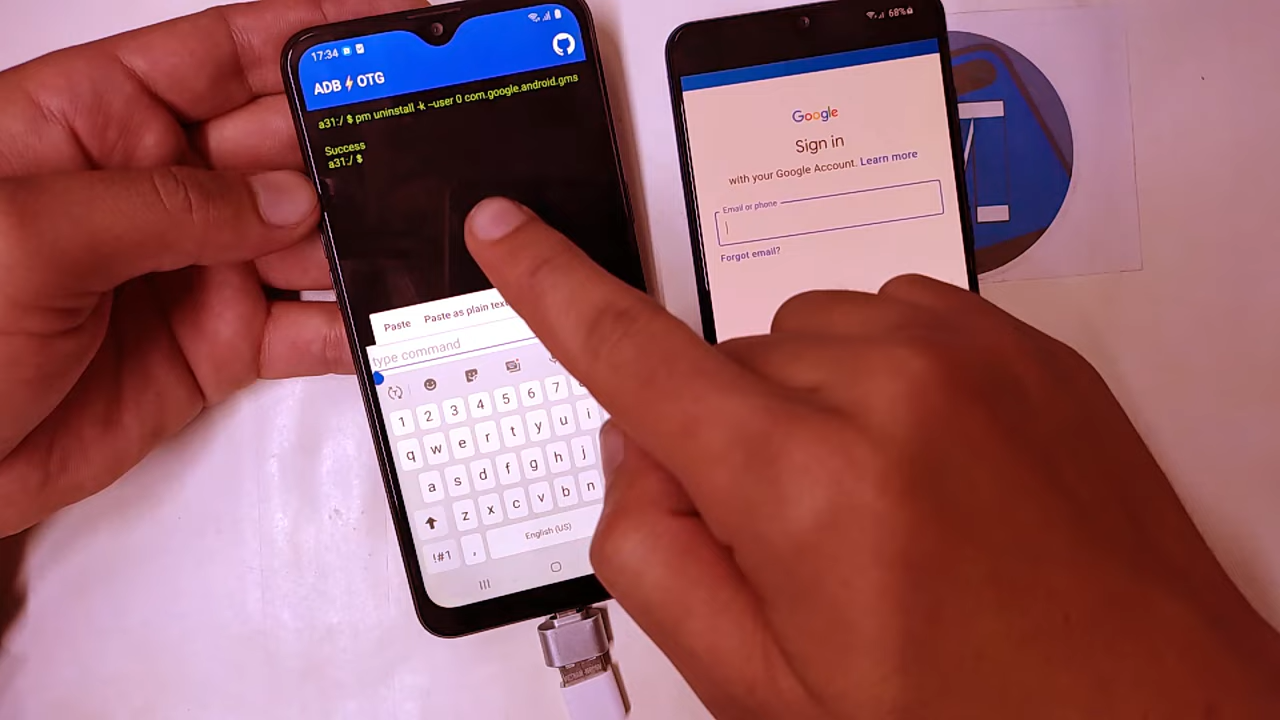 17:34
ADB OTG
a31:/ $ pm uninstall -k --user 0 com.google.android.gms
Success
a31:/ $
Paste Paste as plain text
type command
1 2 3 4 5 6 7
q w e r t y u i
a s d f g h j
z x c v b n
!#1 , English (US)
68%
Google
Sign in
with your Google Account. Learn more
Email or phone
Forgot email?